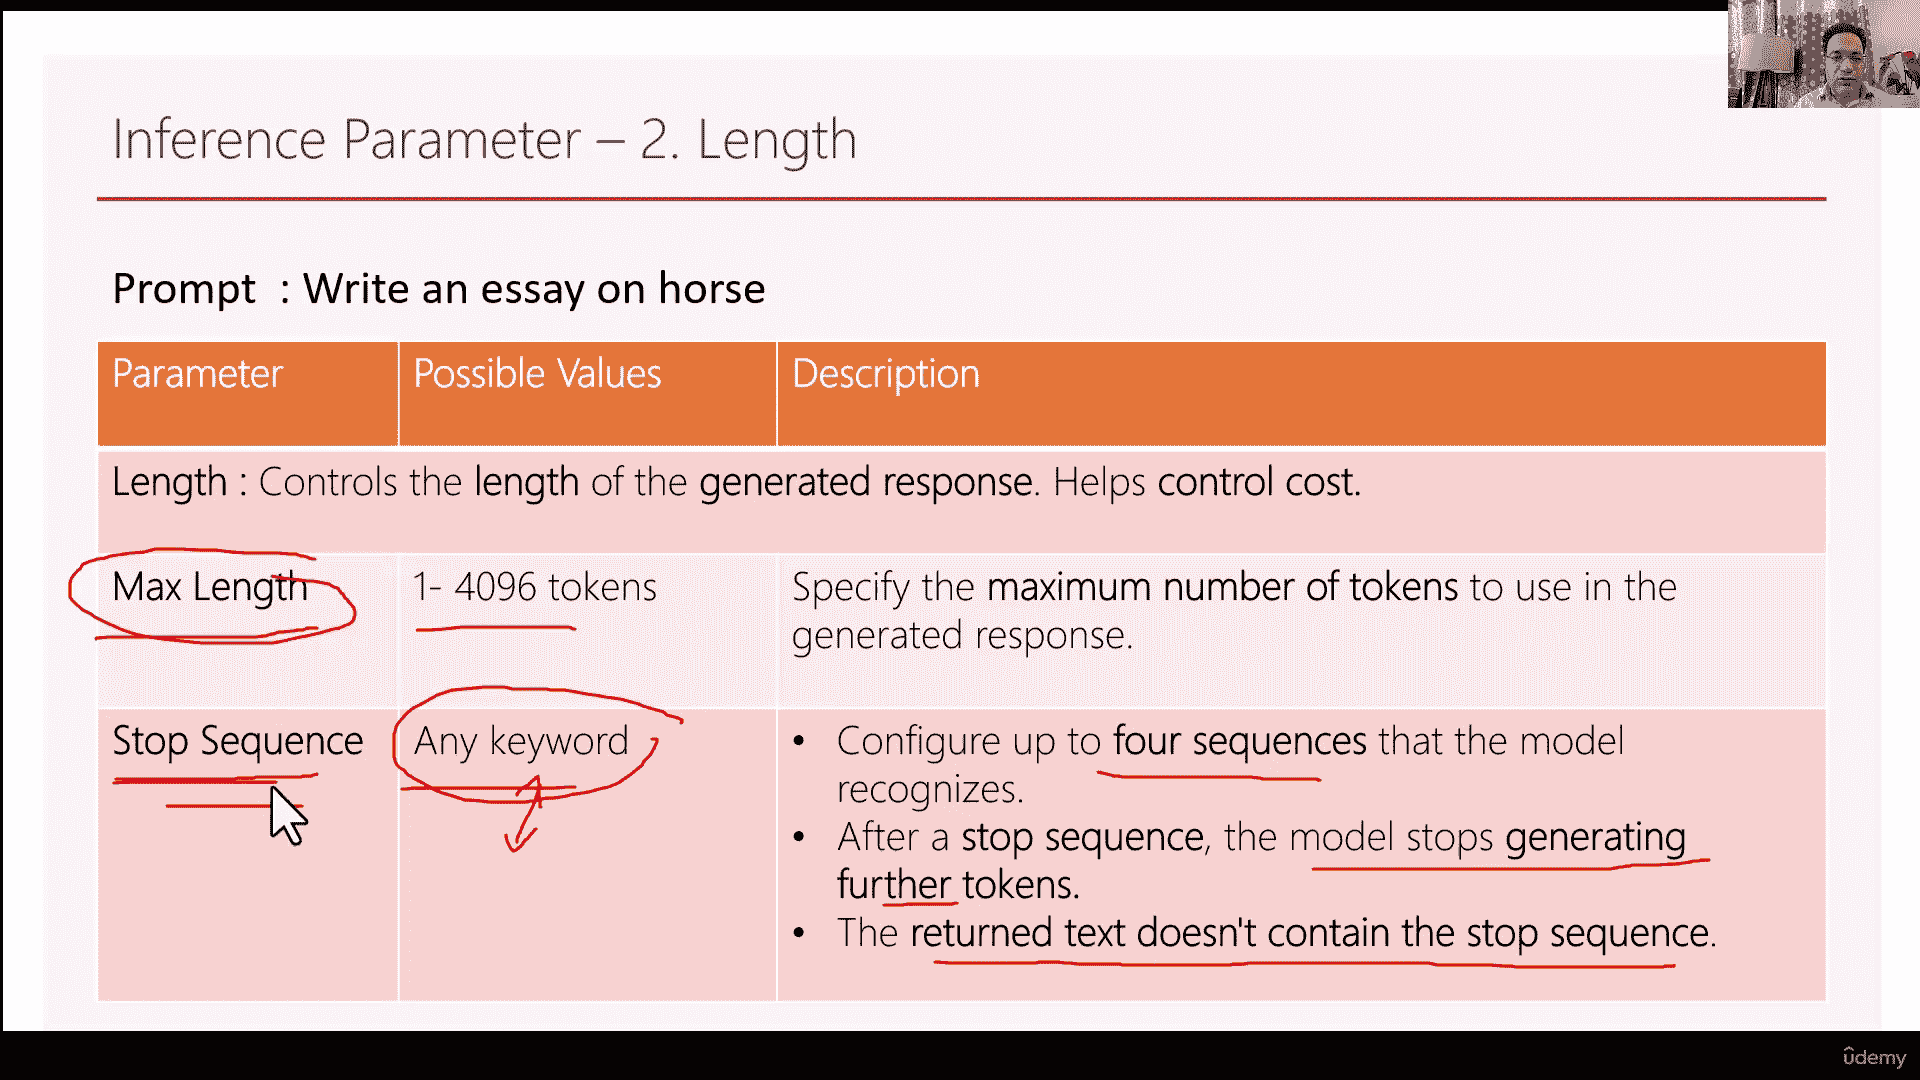 Inference Parameter – 2. Length
Prompt : Write an essay on horse
Parameter
Possible Values
Description
Length : Controls the length of the generated response. Helps control cost.
Max Length
1- 4096 tokens
Specify the maximum number of tokens to use in the
generated response.
Stop Sequence
Any keyword
• Configure up to four sequences that the model
recognizes.
• After a stop sequence, the model stops generating
further tokens.
• The returned text doesn't contain the stop sequence.
ûdemy